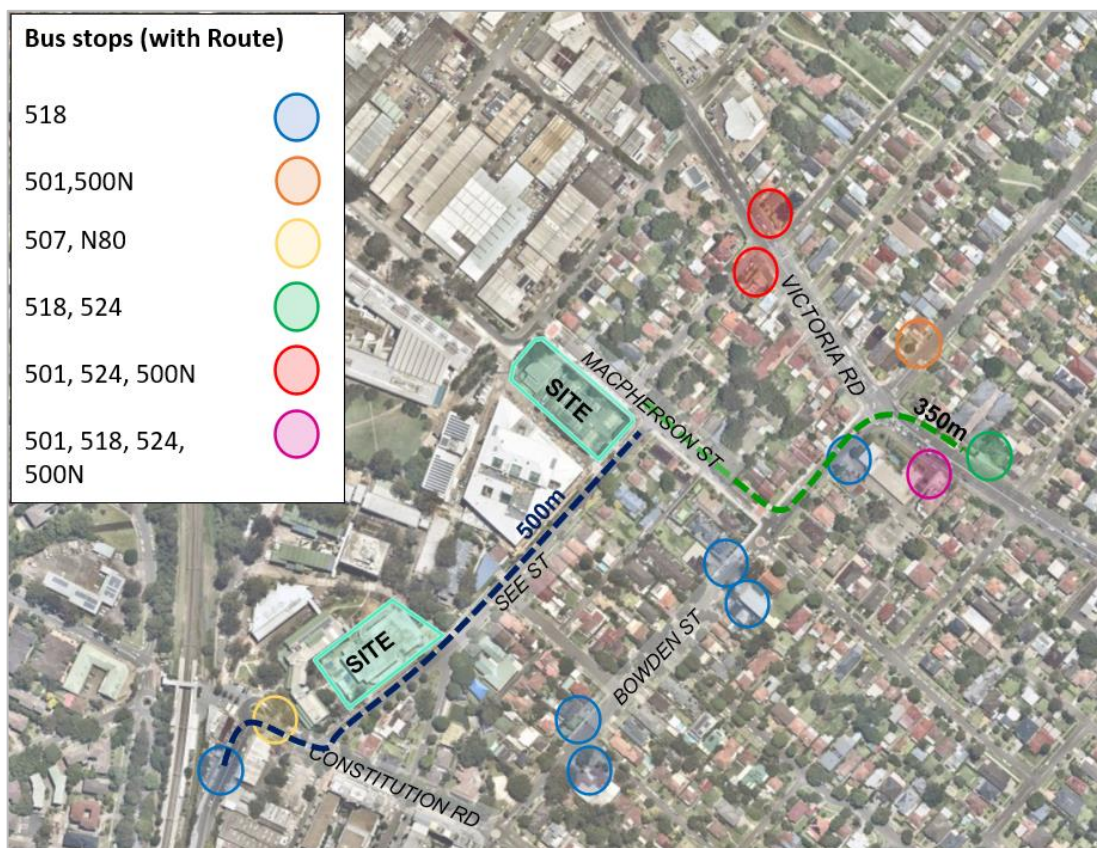 Bus stops (with Route)
518
501,500N
507, N80
518, 524
501, 524, 500N
501, 518, 524,
500N
VICTORIA RD
MACPHERSON ST
SITE
350m
500m
SEE ST
SITE
BOWDEN ST
CONSTITUTION RD